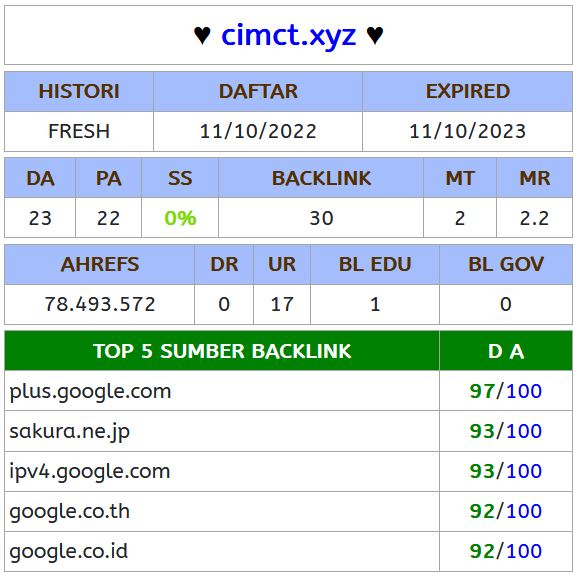 ♥ cimct.xyz ♥
HISTORI DAFTAR EXPIRED
FRESH 11/10/2022 11/10/2023
DA PA SS BACKLINK MT MR
23 22 0% 30 2 2.2
AHREFS DR UR BL EDU BL GOV
78.493.572 0 17 1 0
TOP 5 SUMBER BACKLINK D A
plus.google.com 97/100
sakura.ne.jp 93/100
ipv4.google.com 93/100
google.co.th 92/100
google.co.id 92/100